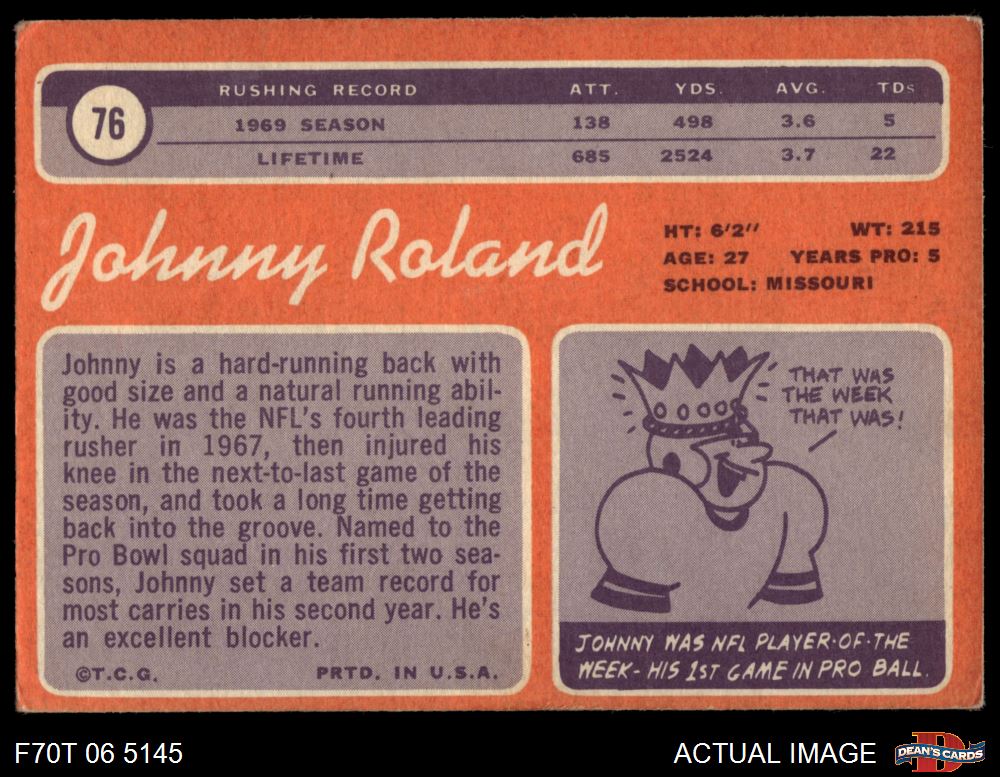 RUSHING RECORD ATT. YDS. AVG. TDs
76
1969 SEASON 138 498 3.6 5
LIFETIME 685 2524 3.7 22
Johnny Roland
HT: 6'2" WT: 215
AGE: 27 YEARS PRO: 5
SCHOOL: MISSOURI
Johnny is a hard-running back with
good size and a natural running abil-
ity. He was the NFL's fourth leading
rusher in 1967, then injured his
knee in the next-to-last game of the
season, and took a long time getting
back into the groove. Named to the
Pro Bowl squad in his first two sea-
sons, Johnny set a team record for
most carries in his second year. He's
an excellent blocker.
©T.C.G. PRTD. IN U.S.A.
THAT WAS
THE WEEK
THAT WAS!
JOHNNY WAS NFL PLAYER-OF-THE
WEEK - HIS 1ST GAME IN PRO BALL.
F70T 06 5145
ACTUAL IMAGE
D
DEAN'S CARDS